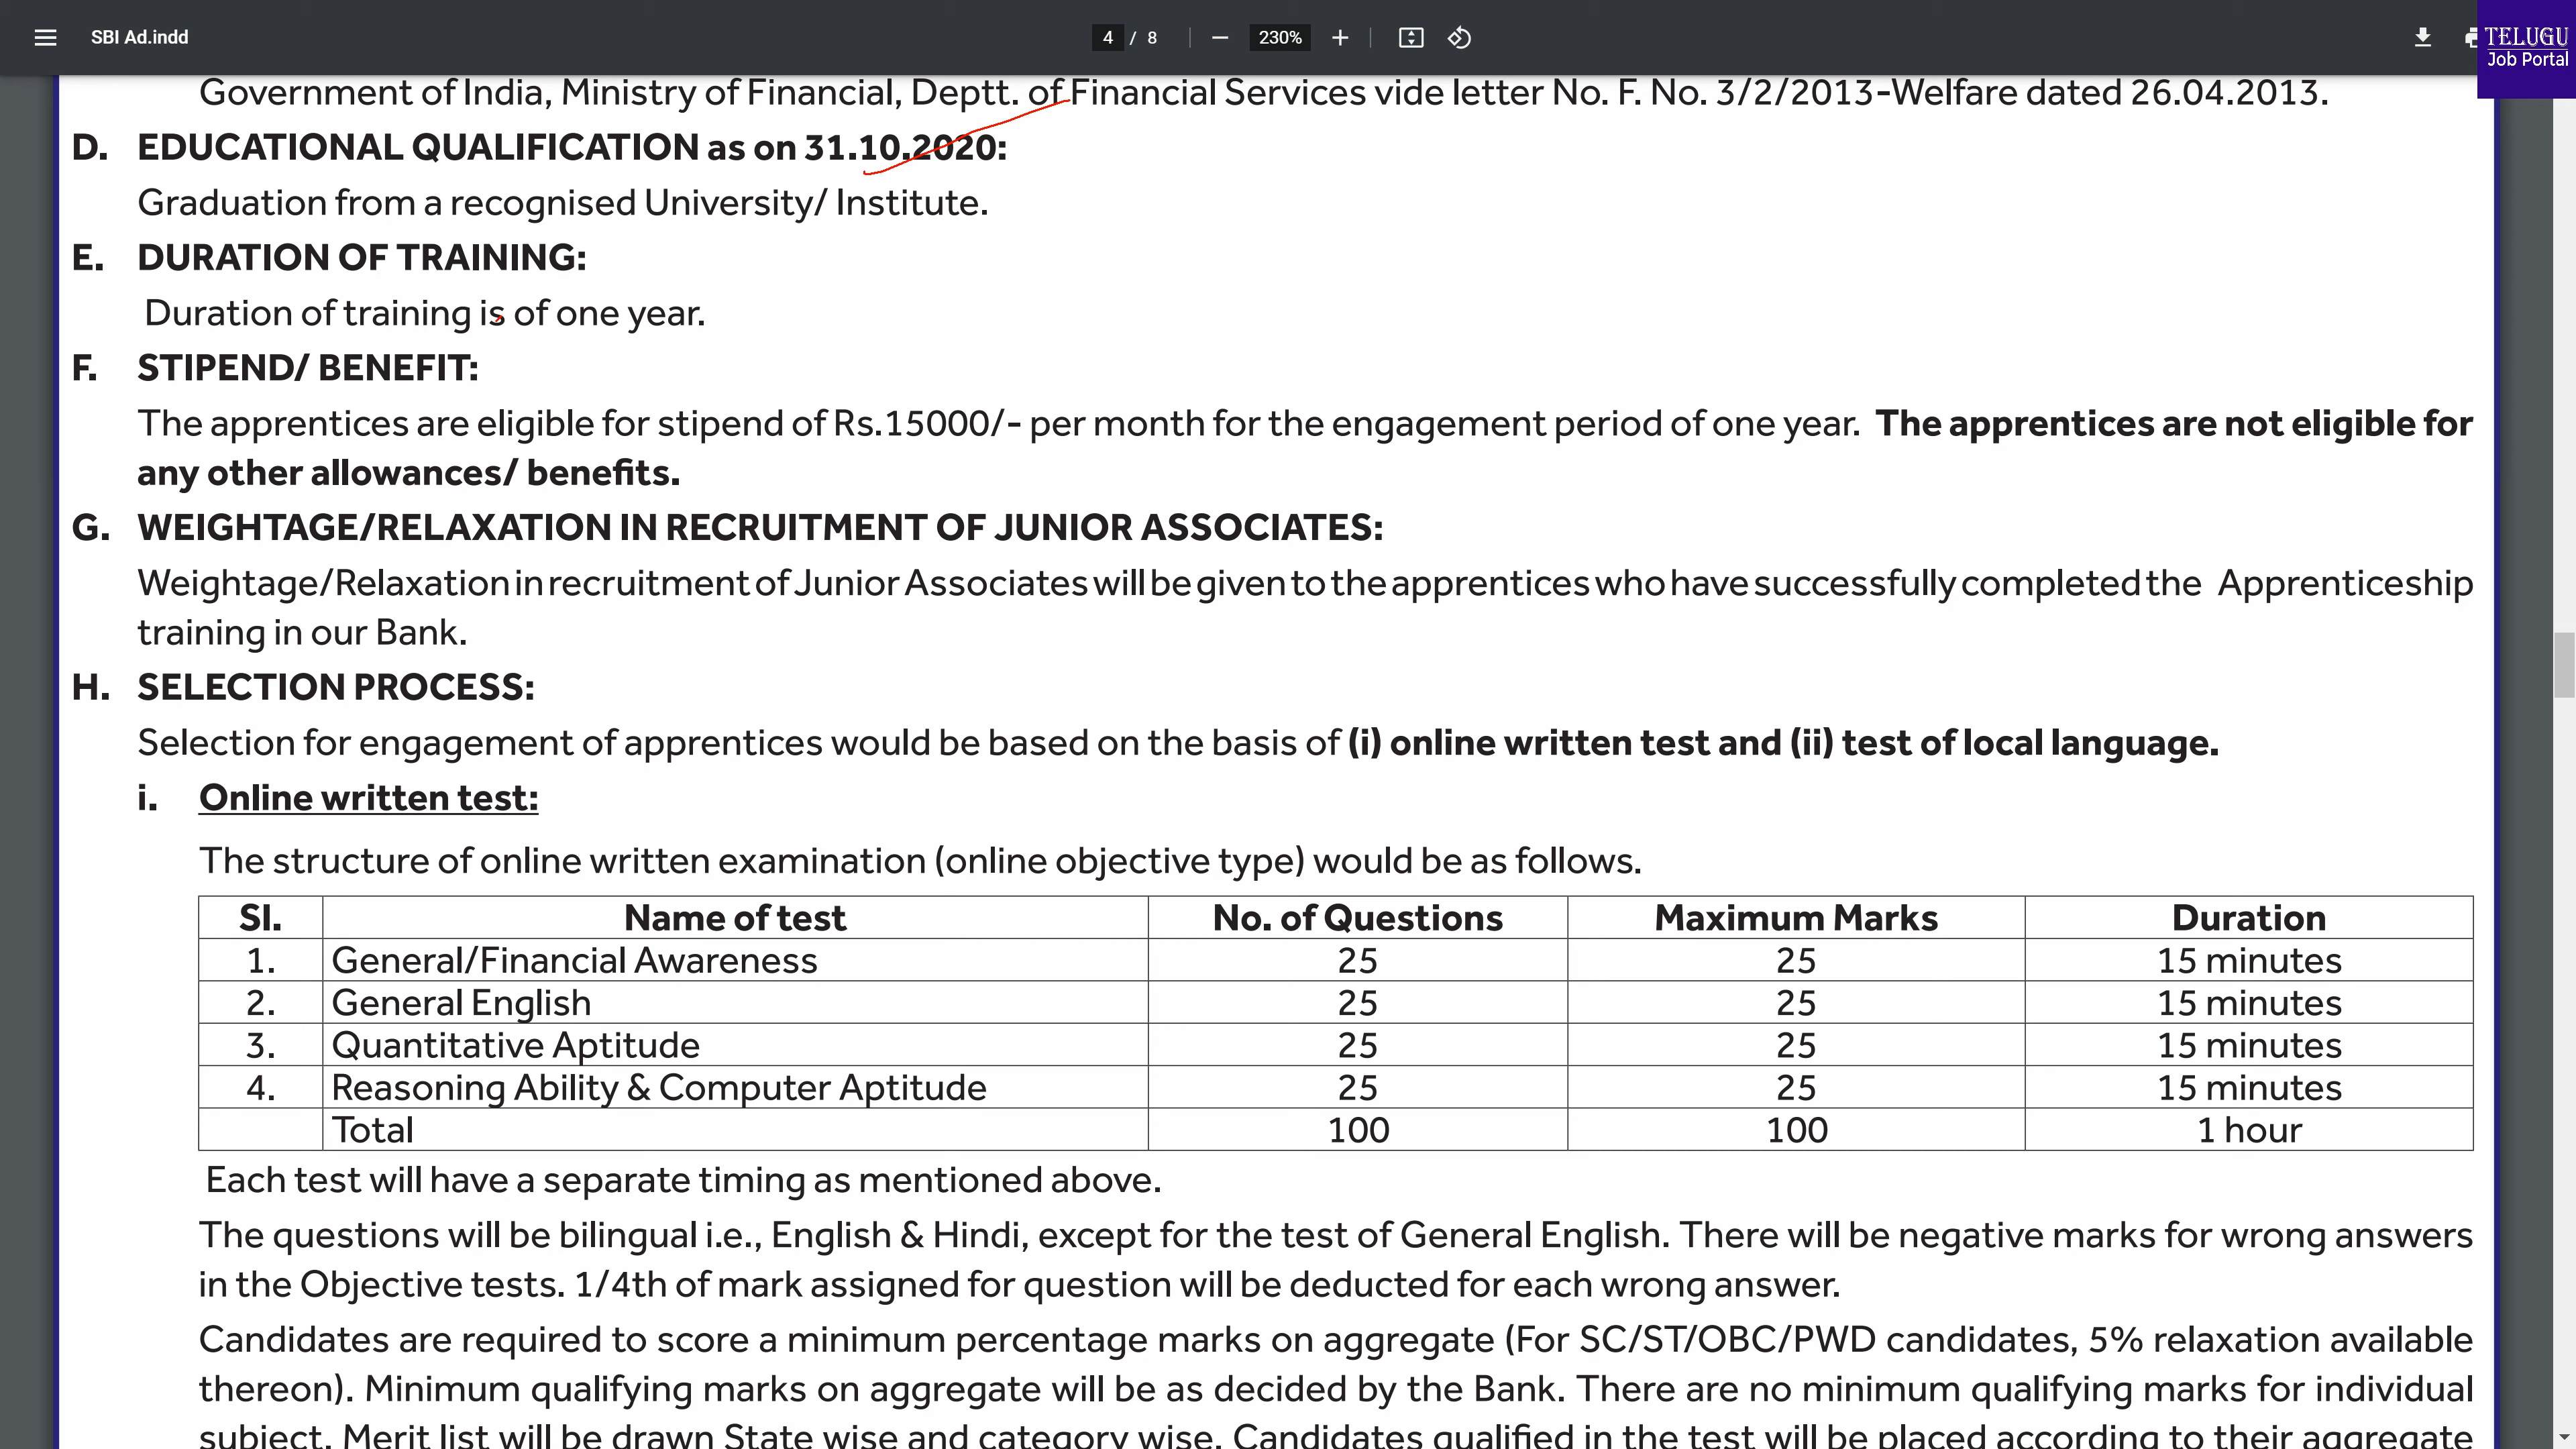 SBI Ad.indd
4 / 8
230%
TELUGU
Job Portal
Government of India, Ministry of Financial, Deptt. of Financial Services vide letter No. F. No. 3/2/2013-Welfare dated 26.04.2013.
D. EDUCATIONAL QUALIFICATION as on 31.10.2020:
Graduation from a recognised University/ Institute.
E. DURATION OF TRAINING:
Duration of training is of one year.
F. STIPEND/ BENEFIT:
The apprentices are eligible for stipend of Rs.15000/- per month for the engagement period of one year. The apprentices are not eligible for
any other allowances/ benefits.
G. WEIGHTAGE/RELAXATION IN RECRUITMENT OF JUNIOR ASSOCIATES:
Weightage/Relaxation in recruitment of Junior Associates will be given to the apprentices who have successfully completed the Apprenticeship
training in our Bank.
H. SELECTION PROCESS:
Selection for engagement of apprentices would be based on the basis of (i) online written test and (ii) test of local language.
i. Online written test:
The structure of online written examination (online objective type) would be as follows.
Sl. Name of test No. of Questions Maximum Marks Duration
1. General/Financial Awareness 25 25 15 minutes
2. General English 25 25 15 minutes
3. Quantitative Aptitude 25 25 15 minutes
4. Reasoning Ability & Computer Aptitude 25 25 15 minutes
Total 100 100 1 hour
Each test will have a separate timing as mentioned above.
The questions will be bilingual i.e., English & Hindi, except for the test of General English. There will be negative marks for wrong answers
in the Objective tests. 1/4th of mark assigned for question will be deducted for each wrong answer.
Candidates are required to score a minimum percentage marks on aggregate (For SC/ST/OBC/PWD candidates, 5% relaxation available
thereon). Minimum qualifying marks on aggregate will be as decided by the Bank. There are no minimum qualifying marks for individual
subject. Merit list will be drawn State wise and category wise. Candidates qualified in the test will be placed according to their aggregate